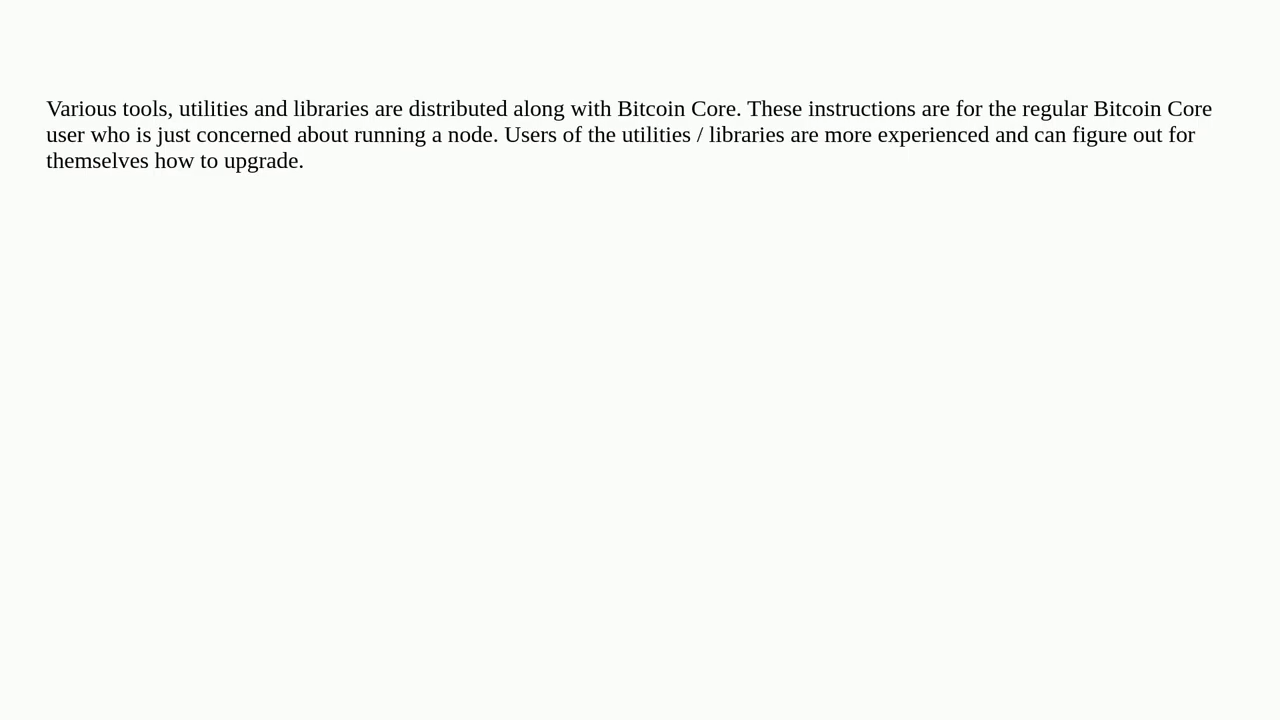 Various tools, utilities and libraries are distributed along with Bitcoin Core. These instructions are for the regular Bitcoin Core
user who is just concerned about running a node. Users of the utilities / libraries are more experienced and can figure out for
themselves how to upgrade.